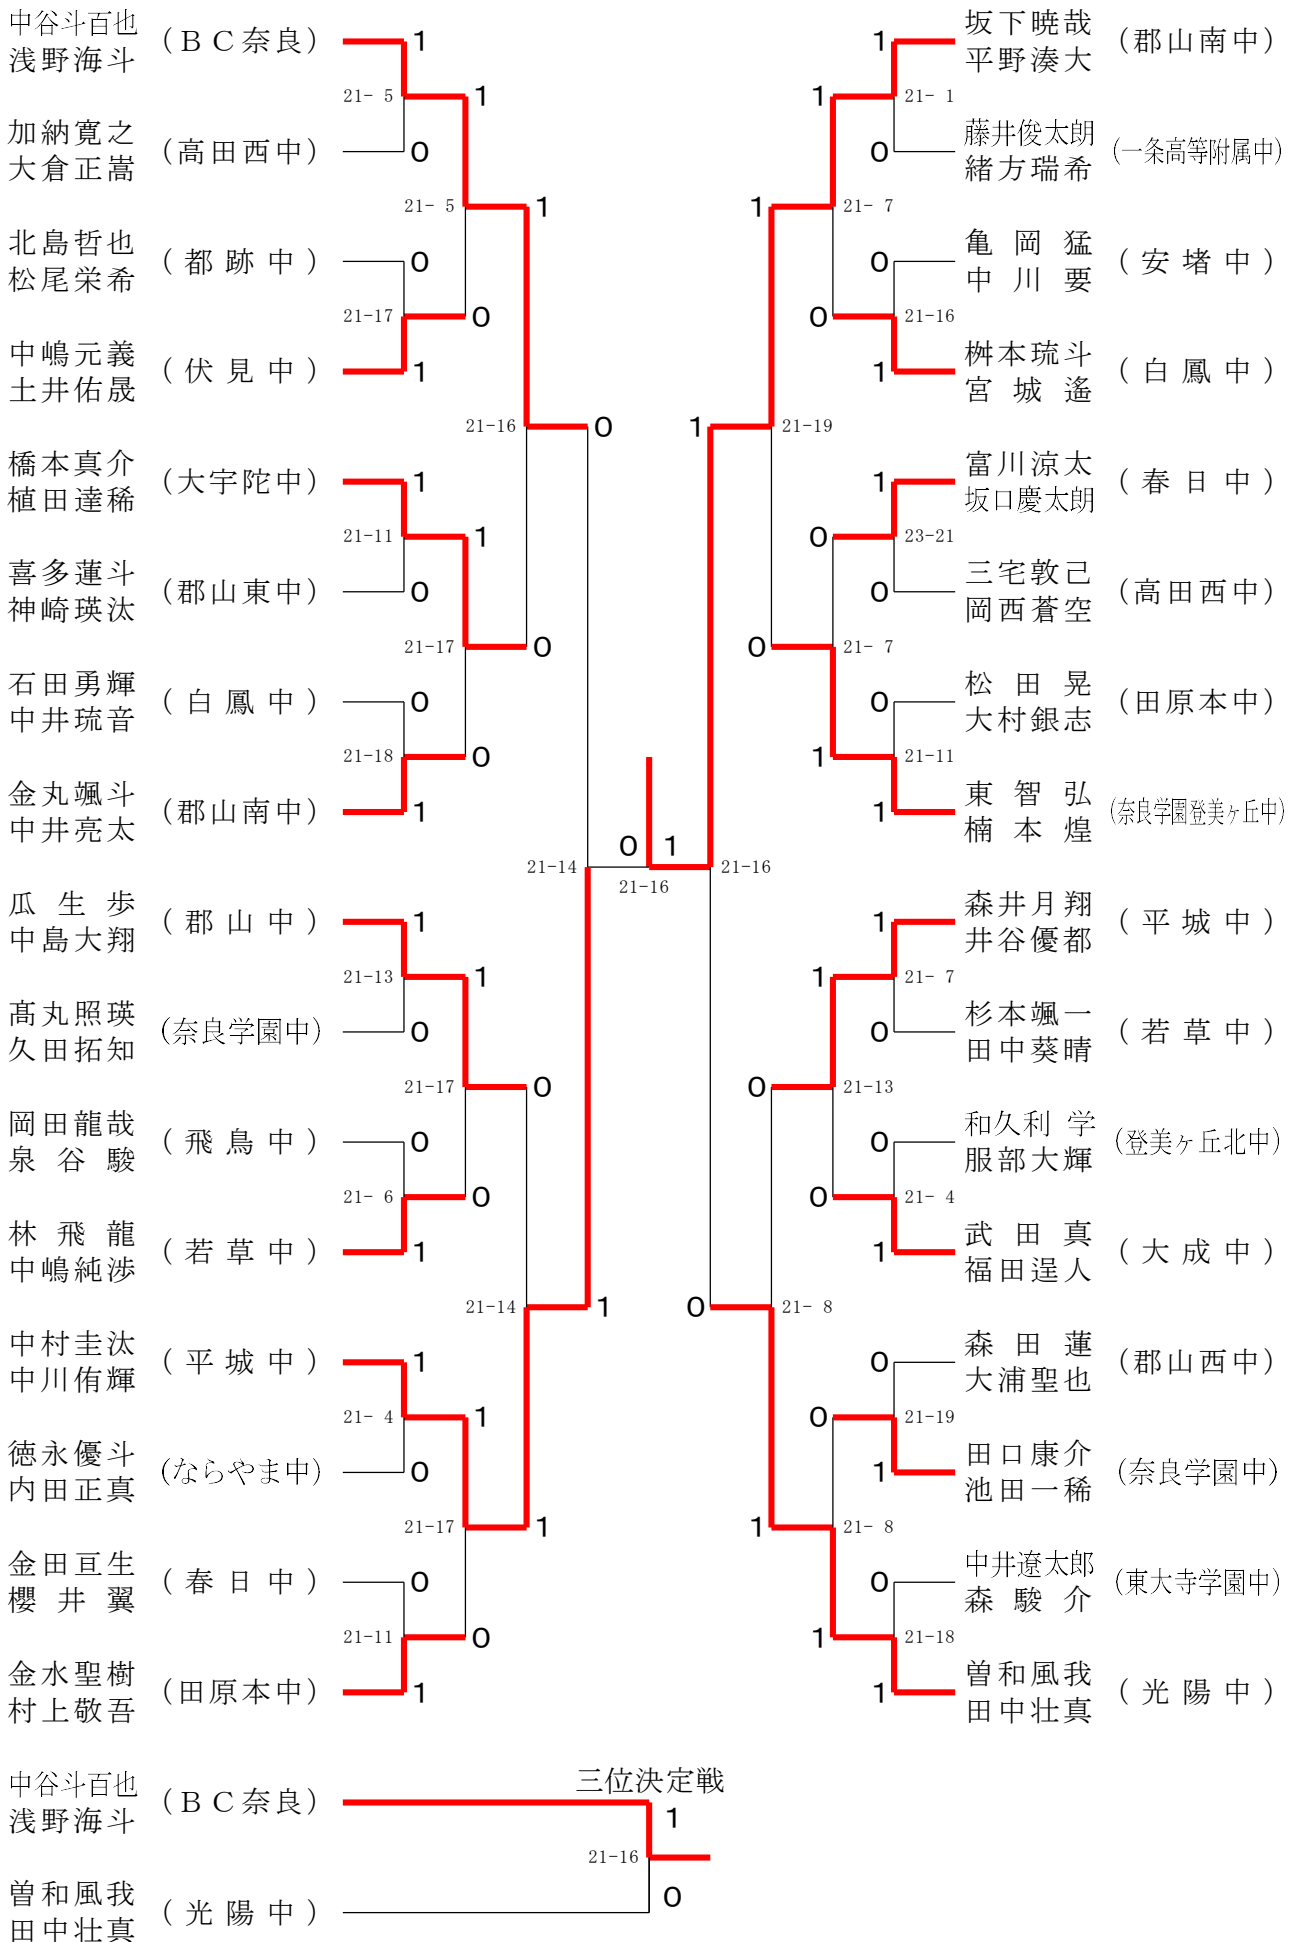 中谷斗百也
浅野海斗
(ＢＣ奈良)
1
21- 5
加納寛之
大倉正嵩
(高田西中)
0
1
21- 5
北島哲也
松尾栄希
(都跡中)
0
21-17
0
中嶋元義
土井佑晟
(伏見中)
1
1
21-16
0
橋本真介
植田達稀
(大宇陀中)
1
21-11
1
喜多蓮斗
神崎瑛汰
(郡山東中)
0
21-17
0
石田勇輝
中井琉音
(白鳳中)
0
21-18
0
金丸颯斗
中井亮太
(郡山南中)
1
21-14
瓜生歩
中島大翔
(郡山中)
1
21-13
1
髙丸照瑛
久田拓知
(奈良学園中)
0
21-17
0
岡田龍哉
泉谷駿
(飛鳥中)
0
21- 6
0
林飛龍
中嶋純渉
(若草中)
1
21-14
1
中村圭汰
中川侑輝
(平城中)
1
21- 4
1
徳永優斗
内田正真
(ならやま中)
0
21-17
1
金田亘生
櫻井翼
(春日中)
0
21-11
0
金水聖樹
村上敬吾
(田原本中)
1
0
1
21-16
坂下暁哉
平野湊大
(郡山南中)
1
21- 1
1
藤井俊太朗
緒方瑞希
(一条高等附属中)
0
1
21- 7
亀岡猛
中川要
(安堵中)
0
0
21-16
桝本琉斗
宮城遙
(白鳳中)
1
1
21-19
富川涼太
坂口慶太朗
(春日中)
1
0
23-21
三宅敦己
岡西蒼空
(高田西中)
0
0
21- 7
松田晃
大村銀志
(田原本中)
0
1
21-11
東智弘
楠本煌
(奈良学園登美ヶ丘中)
1
21-16
森井月翔
井谷優都
(平城中)
1
1
21- 7
杉本颯一
田中葵晴
(若草中)
0
0
21-13
和久利学
服部大輝
(登美ヶ丘北中)
0
0
21- 4
武田真
福田逞人
(大成中)
1
0
21- 8
森田蓮
大浦聖也
(郡山西中)
0
0
21-19
田口康介
池田一稀
(奈良学園中)
1
1
21- 8
中井遼太郎
森駿介
(東大寺学園中)
0
1
21-18
曽和風我
田中壮真
(光陽中)
1
三位決定戦
中谷斗百也
浅野海斗
(ＢＣ奈良)
1
21-16
0
曽和風我
田中壮真
(光陽中)